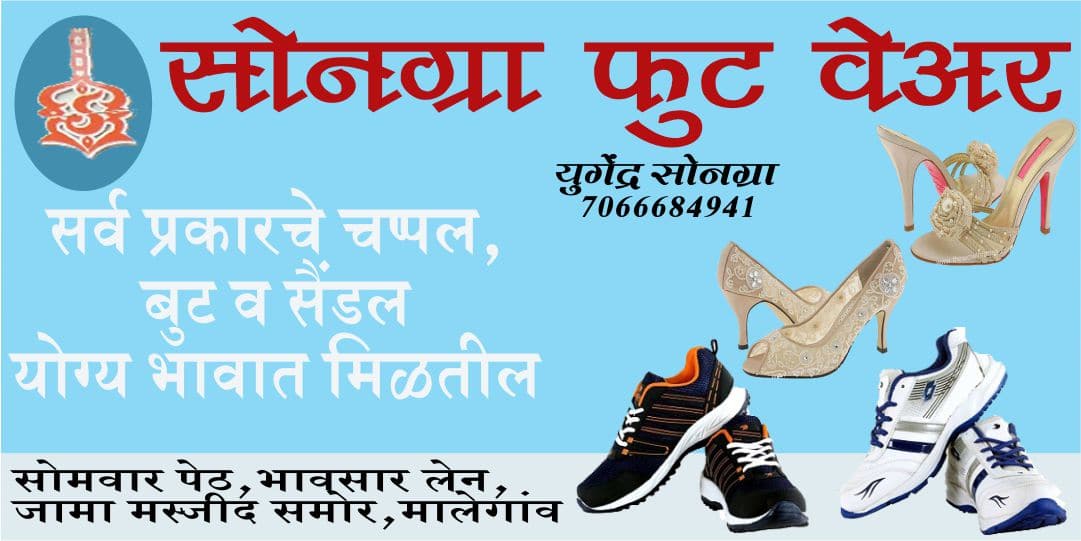 सोनग्रा फुट वेअर
युर्गेंद्र सोनग्रा
7066684941
सर्व प्रकारचे चप्पल,
बुट व सैंडल
योग्य भावात मिळतील
सोमवार पेठ,भावसार लेन,
जामा मस्जीद समोर,मालेगांव